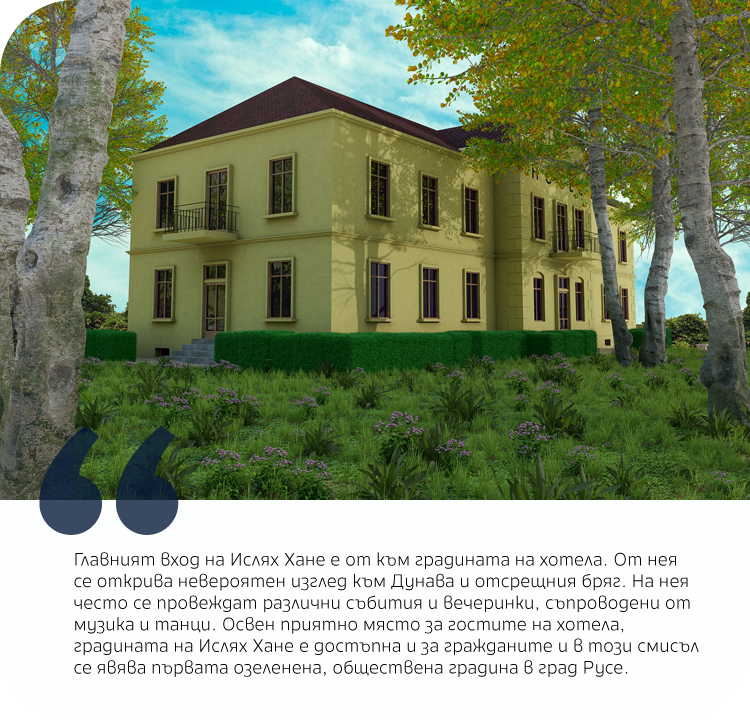 Главният вход на Ислях Хане е от към градината на хотела. От нея
се открива невероятен изглед към Дунава и отсрещния бряг. На нея
често се провеждат различни събития и вечеринки, съпроводени от
музика и танци. Освен приятно място за гостите на хотела,
градината на Ислях Хане е достъпна и за гражданите и в този смисъл
се явява първата озеленена, обществена градина в град Русе.